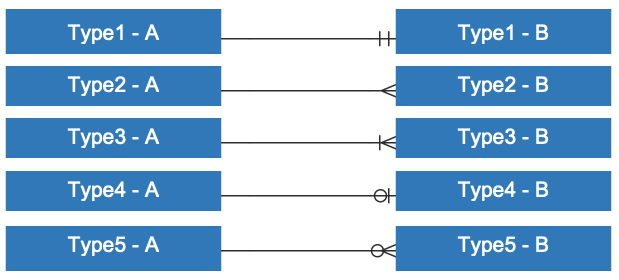 Type1 - A
Type1 - B
Type2 - A
Type2 - B
Type3 - A
Type3 - B
Type4 - A
Type4 - B
Type5 - A
Type5 - B